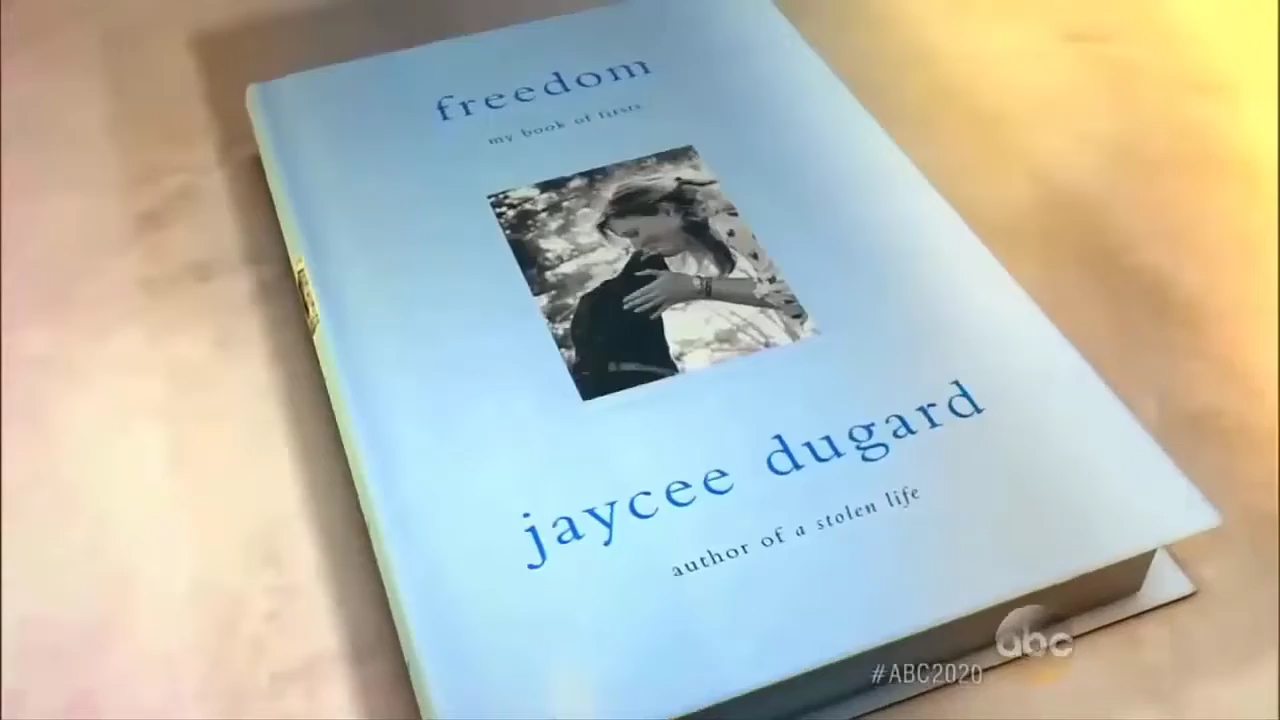 freedom
my book of firsts
jaycee dugard
author of a stolen life
abc
#ABC2020